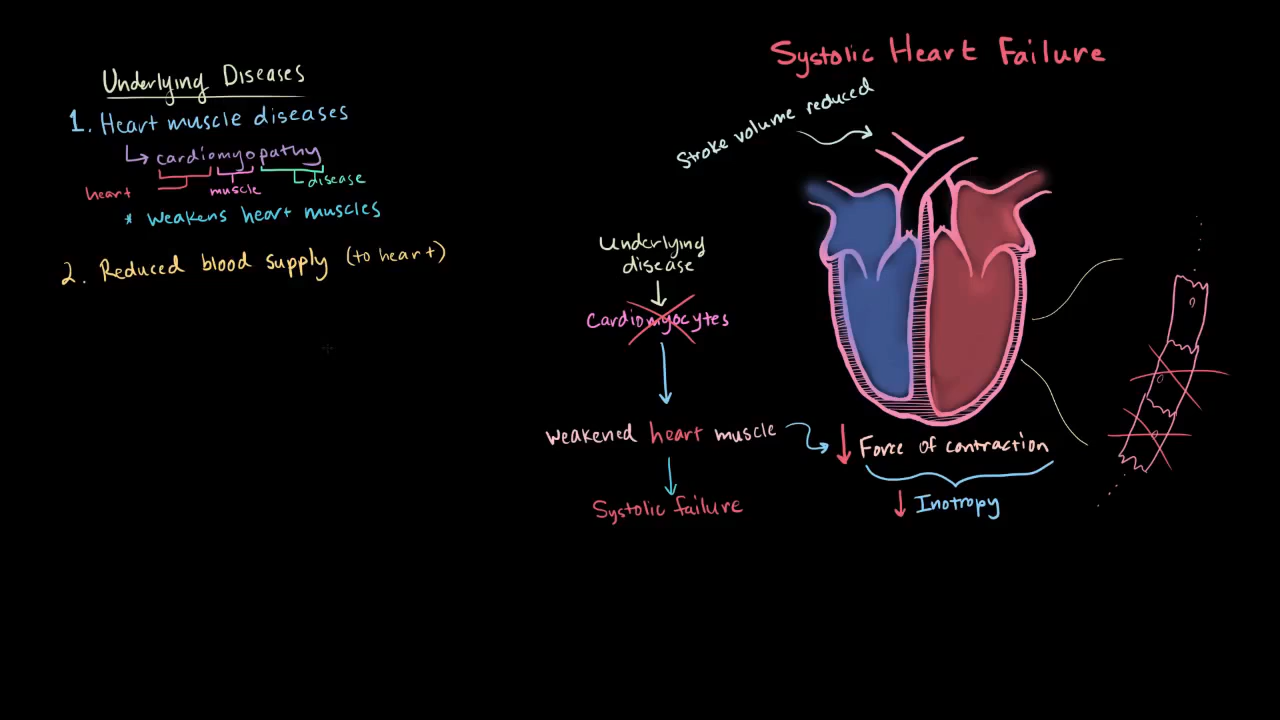 Systolic Heart Failure
Underlying Diseases
1. Heart muscle diseases
cardiomyopathy
heart
muscle
disease
* Weakens heart muscles
2. Reduced blood supply (to heart)
Stroke volume reduced
Underlying
disease
Cardiomyocytes
Weakened heart muscle
Force of contraction
Systolic failure
Inotropy